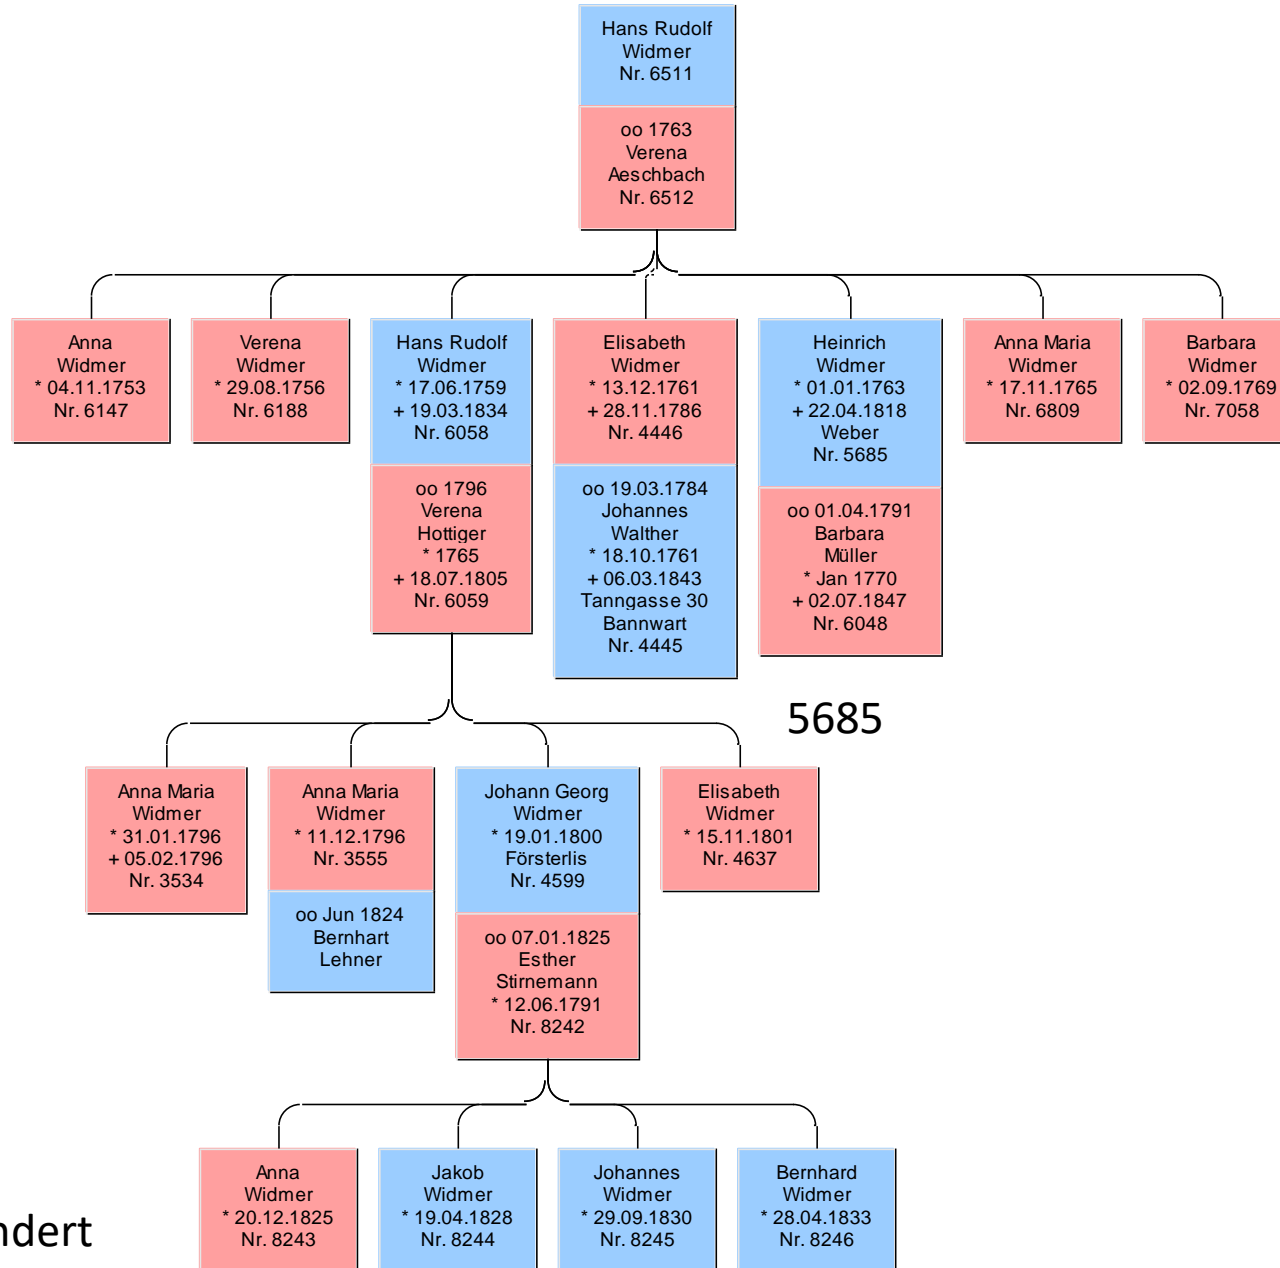 Hans Rudolf
Widmer
Nr. 6511
oo 1763
Verena
Aeschbach
Nr. 6512
Anna
Widmer
* 04.11.1753
Nr. 6147
Verena
Widmer
* 29.08.1756
Nr. 6188
Hans Rudolf
Widmer
* 17.06.1759
+ 19.03.1834
Nr. 6058
oo 1796
Verena
Hottiger
* 1765
+ 18.07.1805
Nr. 6059
Elisabeth
Widmer
* 13.12.1761
+ 28.11.1786
Nr. 4446
oo 19.03.1784
Johannes
Walther
* 18.10.1761
+ 06.03.1843
Tanngasse 30
Bannwart
Nr. 4445
Heinrich
Widmer
* 01.01.1763
+ 22.04.1818
Weber
Nr. 5685
oo 01.04.1791
Barbara
Müller
* Jan 1770
+ 02.07.1847
Nr. 6048
Anna Maria
Widmer
* 17.11.1765
Nr. 6809
Barbara
Widmer
* 02.09.1769
Nr. 7058
5685
Anna Maria
Widmer
* 31.01.1796
+ 05.02.1796
Nr. 3534
Anna Maria
Widmer
* 11.12.1796
Nr. 3555
oo Jun 1824
Bernhart
Lehner
Johann Georg
Widmer
* 19.01.1800
Försterlis
Nr. 4599
oo 07.01.1825
Esther
Stirnemann
* 12.06.1791
Nr. 8242
Elisabeth
Widmer
* 15.11.1801
Nr. 4637
Anna
Widmer
* 20.12.1825
Nr. 8243
Jakob
Widmer
* 19.04.1828
Nr. 8244
Johannes
Widmer
* 29.09.1830
Nr. 8245
Bernhard
Widmer
* 28.04.1833
Nr. 8246
ndert